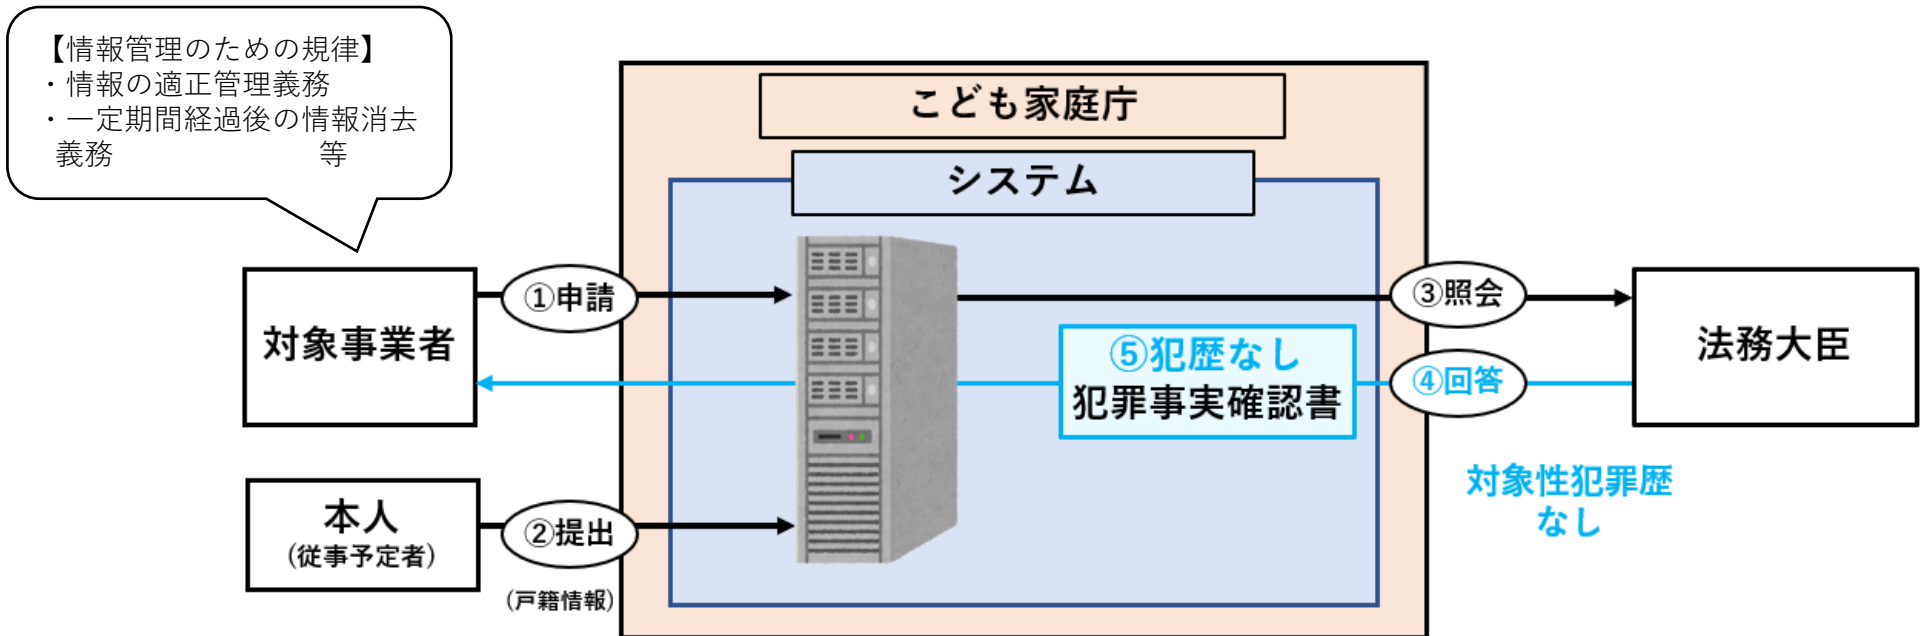 【情報管理のための規律】
・情報の適正管理義務
・一定期間経過後の情報消去
義務 等
こども家庭庁
システム
対象事業者
①申請
③照会
法務大臣
⑤犯歴なし
犯罪事実確認書
④回答
本人
(従事予定者)
②提出
(戸籍情報)
対象性犯罪歴
なし